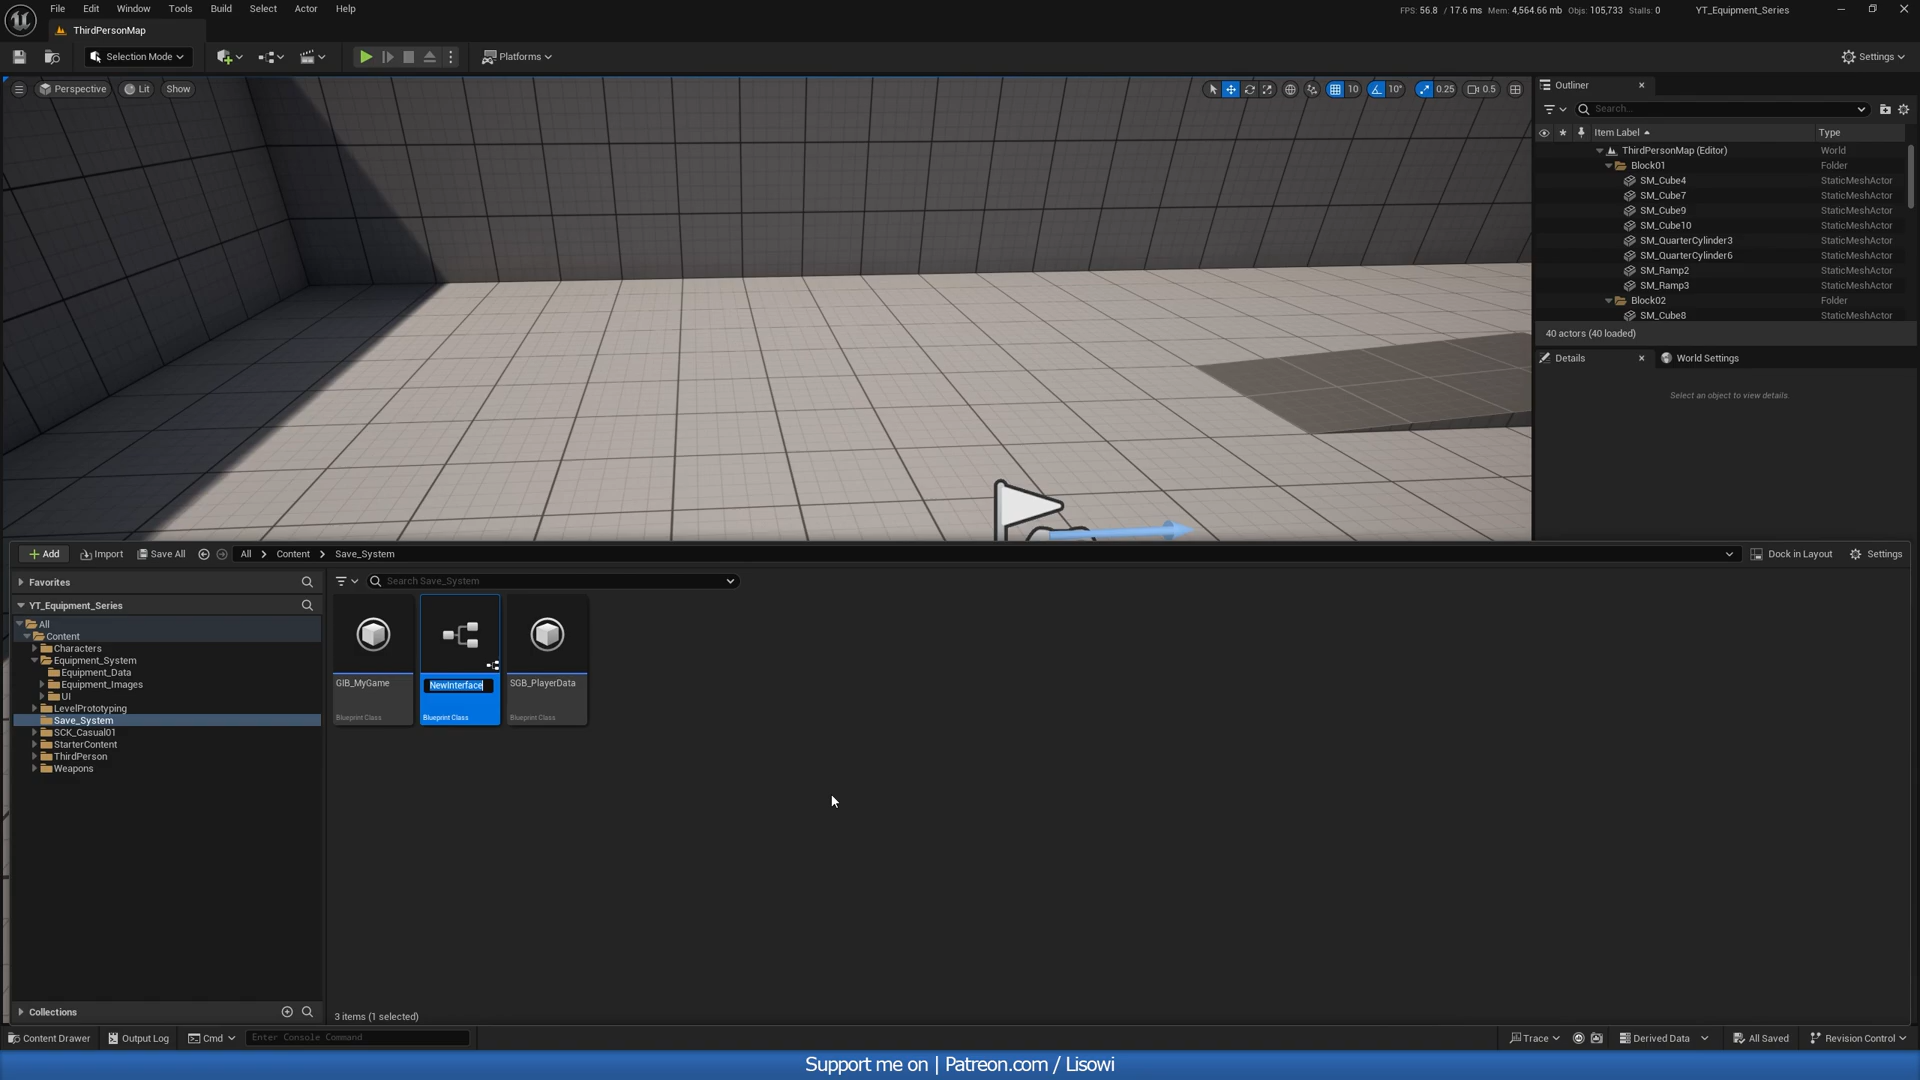 File Edit Window Tools Build Select Actor Help
FPS: 56.8 / 17.6 ms Mem: 4,564.66 mb Objs: 105,733 Stalls: 0
YT_Equipment_Series
ThirdPersonMap
Selection Mode
Platforms
Settings
Perspective
Lit
Show
10
10°
0.25
0.5
Outliner
Search...
Item Label
Type
ThirdPersonMap (Editor) World
Block01 Folder
SM_Cube4 StaticMeshActor
SM_Cube7 StaticMeshActor
SM_Cube9 StaticMeshActor
SM_Cube10 StaticMeshActor
SM_QuarterCylinder3 StaticMeshActor
SM_QuarterCylinder6 StaticMeshActor
SM_Ramp2 StaticMeshActor
SM_Ramp3 StaticMeshActor
Block02 Folder
SM_Cube8 StaticMeshActor
40 actors (40 loaded)
Details
World Settings
Select an object to view details.
Add
Import
Save All
All
Content
Save_System
Dock in Layout
Settings
Favorites
YT_Equipment_Series
All
Content
Characters
Equipment_System
Equipment_Data
Equipment_Images
UI
LevelPrototyping
Save_System
SCK_Casual01
StarterContent
ThirdPerson
Weapons
Collections
Search Save_System
GIB_MyGame
Blueprint Class
NewInterface
Blueprint Class
SGB_PlayerData
Blueprint Class
3 items (1 selected)
Content Drawer
Output Log
Cmd
Enter Console Command
Trace
Derived Data
All Saved
Revision Control
Support me on | Patreon.com / Lisowi